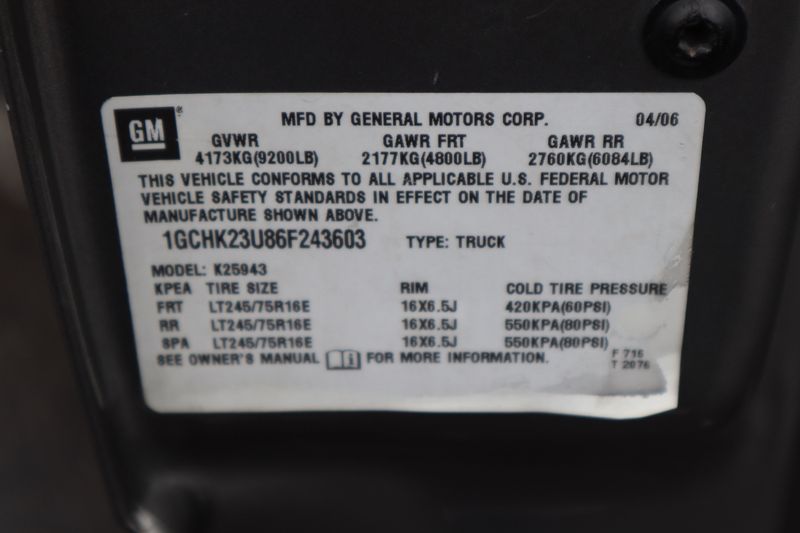 GM ® MFD BY GENERAL MOTORS CORP. 04/06
GVWR GAWR FRT GAWR RR
4173KG(9200LB) 2177KG(4800LB) 2760KG(6084LB)
THIS VEHICLE CONFORMS TO ALL APPLICABLE U.S. FEDERAL MOTOR
VEHICLE SAFETY STANDARDS IN EFFECT ON THE DATE OF
MANUFACTURE SHOWN ABOVE.
1GCHK23U86F243603 TYPE: TRUCK
MODEL: K25943
KPEA TIRE SIZE RIM COLD TIRE PRESSURE
FRT LT245/75R16E 16X6.5J 420KPA(60PSI)
RR LT245/75R16E 16X6.5J 550KPA(80PSI)
SPA LT245/75R16E 16X6.5J 550KPA(80PSI)
SEE OWNER'S MANUAL FOR MORE INFORMATION.
F 716
T 2076